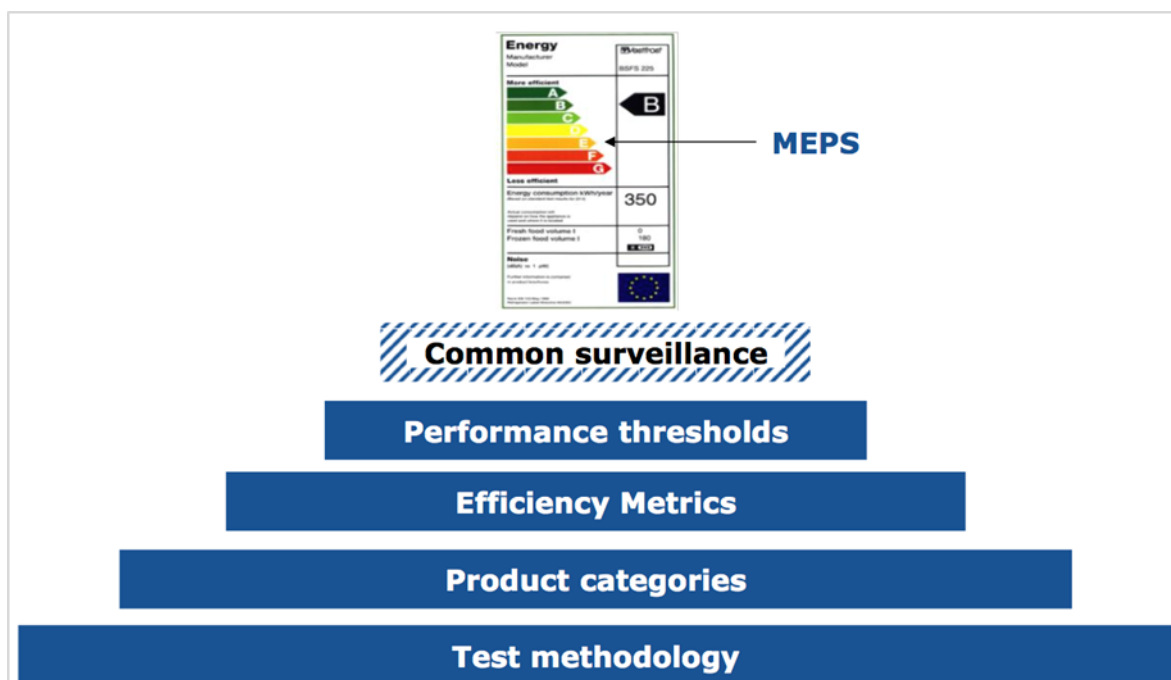 Energy
Manufacturer
Model
BSFS 225
More efficient
A
B
C
D
E
F
G
B
MEPS
Less efficient
Energy consumption kWh/year
350
Fresh food volume l
0
Frozen food volume l
180
Noise
Common surveillance
Performance thresholds
Efficiency Metrics
Product categories
Test methodology